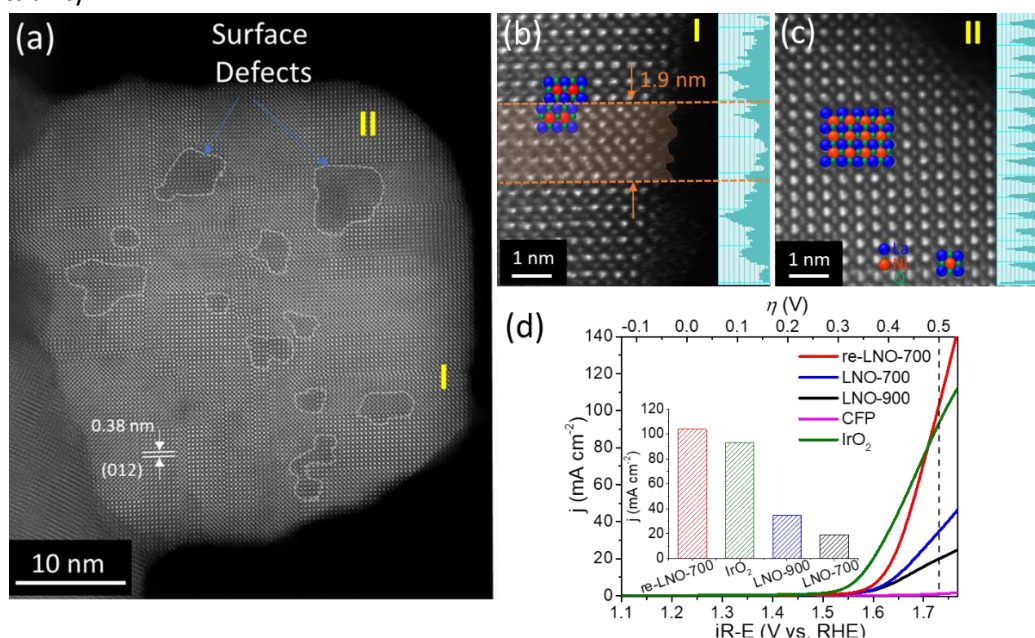 (a)
Surface
Defects
II
I
0.38 nm
(012)
10 nm
(b)
I
1.9 nm
1 nm
(c)
II
La
Ni
O
1 nm
(d)
η (V)
-0.1 0.0 0.1 0.2 0.3 0.4 0.5
140
120
100
80
60
40
20
0
j (mA cm⁻²)
re-LNO-700
LNO-700
LNO-900
CFP
IrO₂
120
100
80
60
40
20
0
j (mA cm⁻²)
re-LNO-700
IrO₂
LNO-900
LNO-700
1.1 1.2 1.3 1.4 1.5 1.6 1.7
iR-E (V vs. RHE)